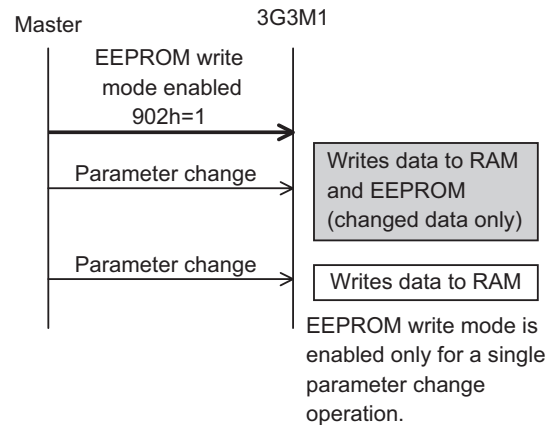 Master
3G3M1
EEPROM write
mode enabled
902h=1
Parameter change
Writes data to RAM
and EEPROM
(changed data only)
Parameter change
Writes data to RAM
EEPROM write mode is
enabled only for a single
parameter change
operation.